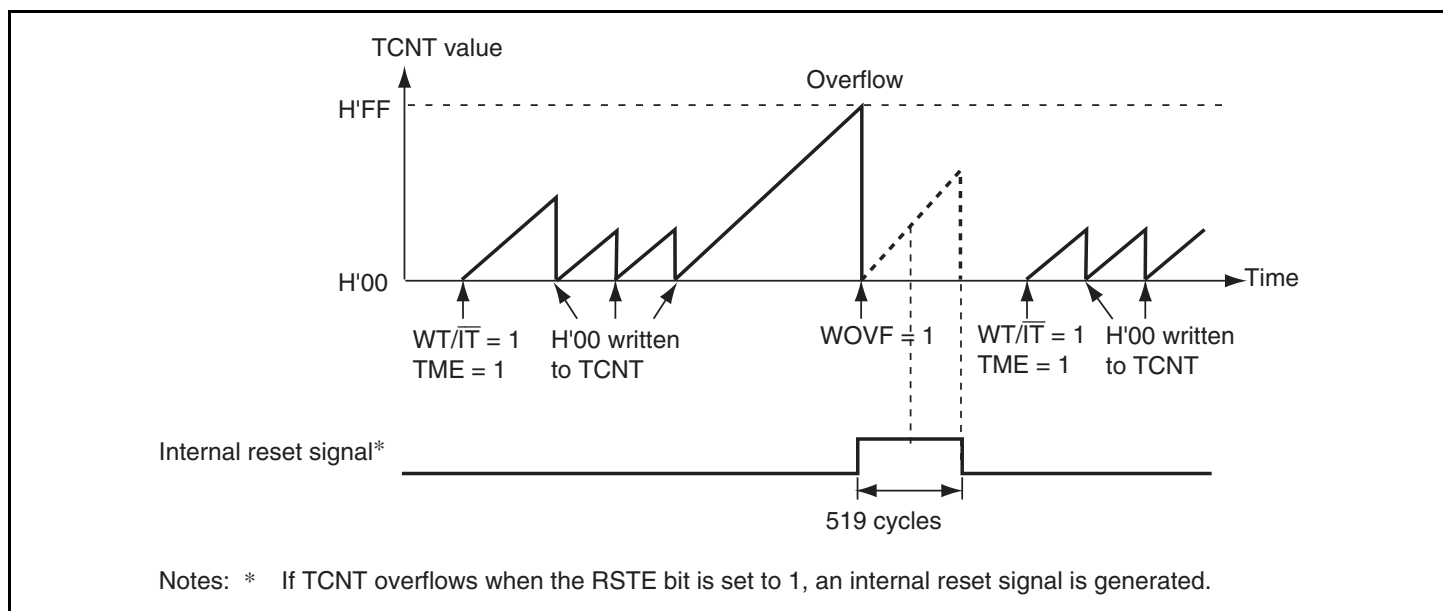 TCNT value
Overflow
H'FF
H'00
Time
WT/I̅T̅ = 1
TME = 1
H'00 written
to TCNT
WOVF = 1
WT/I̅T̅ = 1
TME = 1
H'00 written
to TCNT
Internal reset signal*
519 cycles
Notes: * If TCNT overflows when the RSTE bit is set to 1, an internal reset signal is generated.